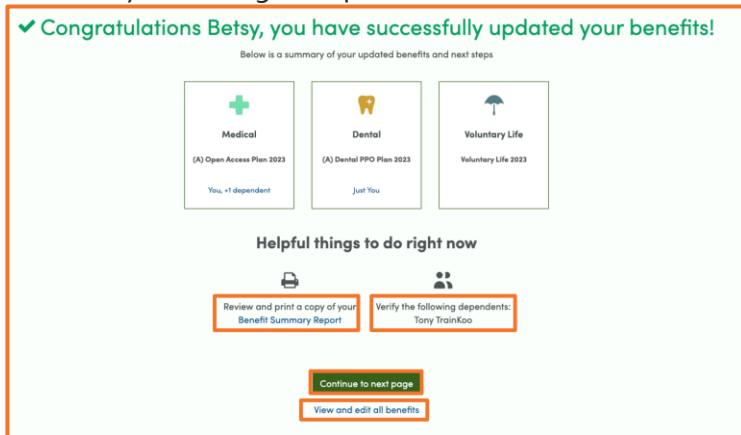 Congratulations Betsy, you have successfully updated your benefits!
Below is a summary of your updated benefits and next steps
Medical
(A) Open Access Plan 2023
You, +1 dependent
Dental
(A) Dental PPO Plan 2023
Just You
Voluntary Life
Voluntary Life 2023
Helpful things to do right now
Review and print a copy of your
Benefit Summary Report
Verify the following dependents:
Tony TrainKoo
Continue to next page
View and edit all benefits